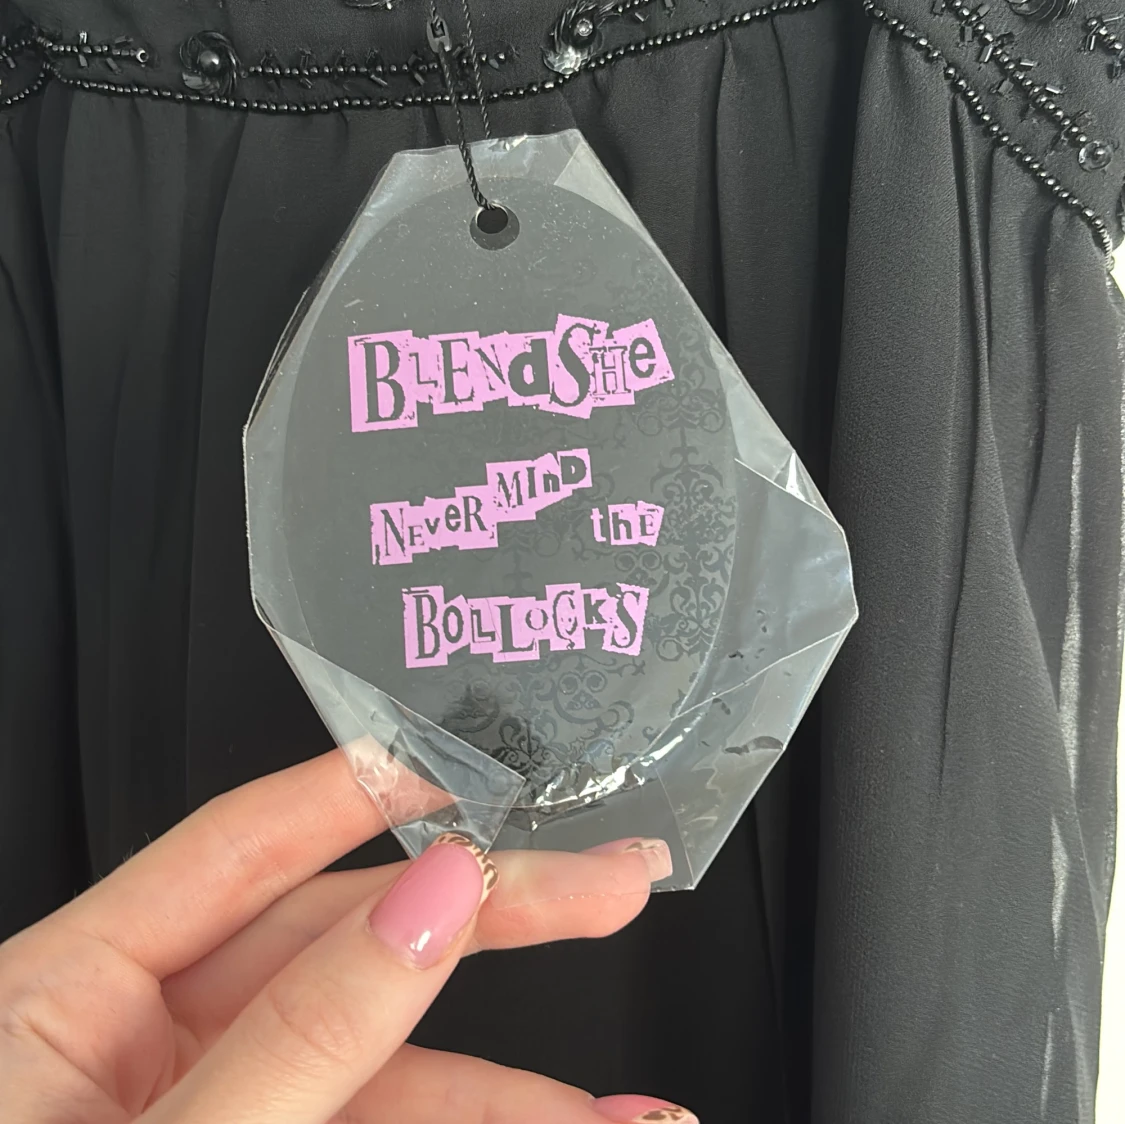 BLENdSHe
NeveR MInD the
BOLLOCKS